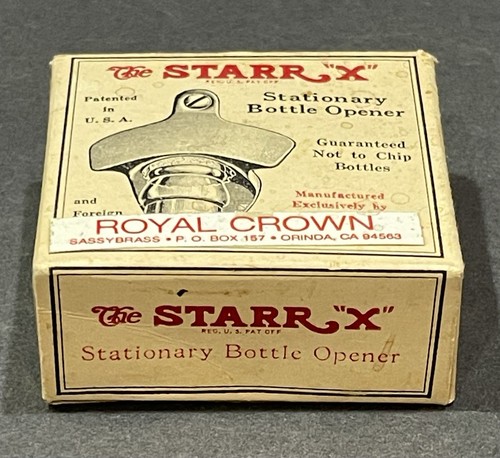 The STARR "X"
REG. U.S. PAT. OFF.
Patented
in
U. S. A.
Stationary
Bottle Opener
Guaranteed
Not to Chip
Bottles
and
Foreign
Manufactured
Exclusively by
ROYAL CROWN
SASSYBRASS • P. O. BOX 157 • ORINDA, CA 94563
The STARR "X"
REG. U. S. PAT OFF
Stationary Bottle Opener